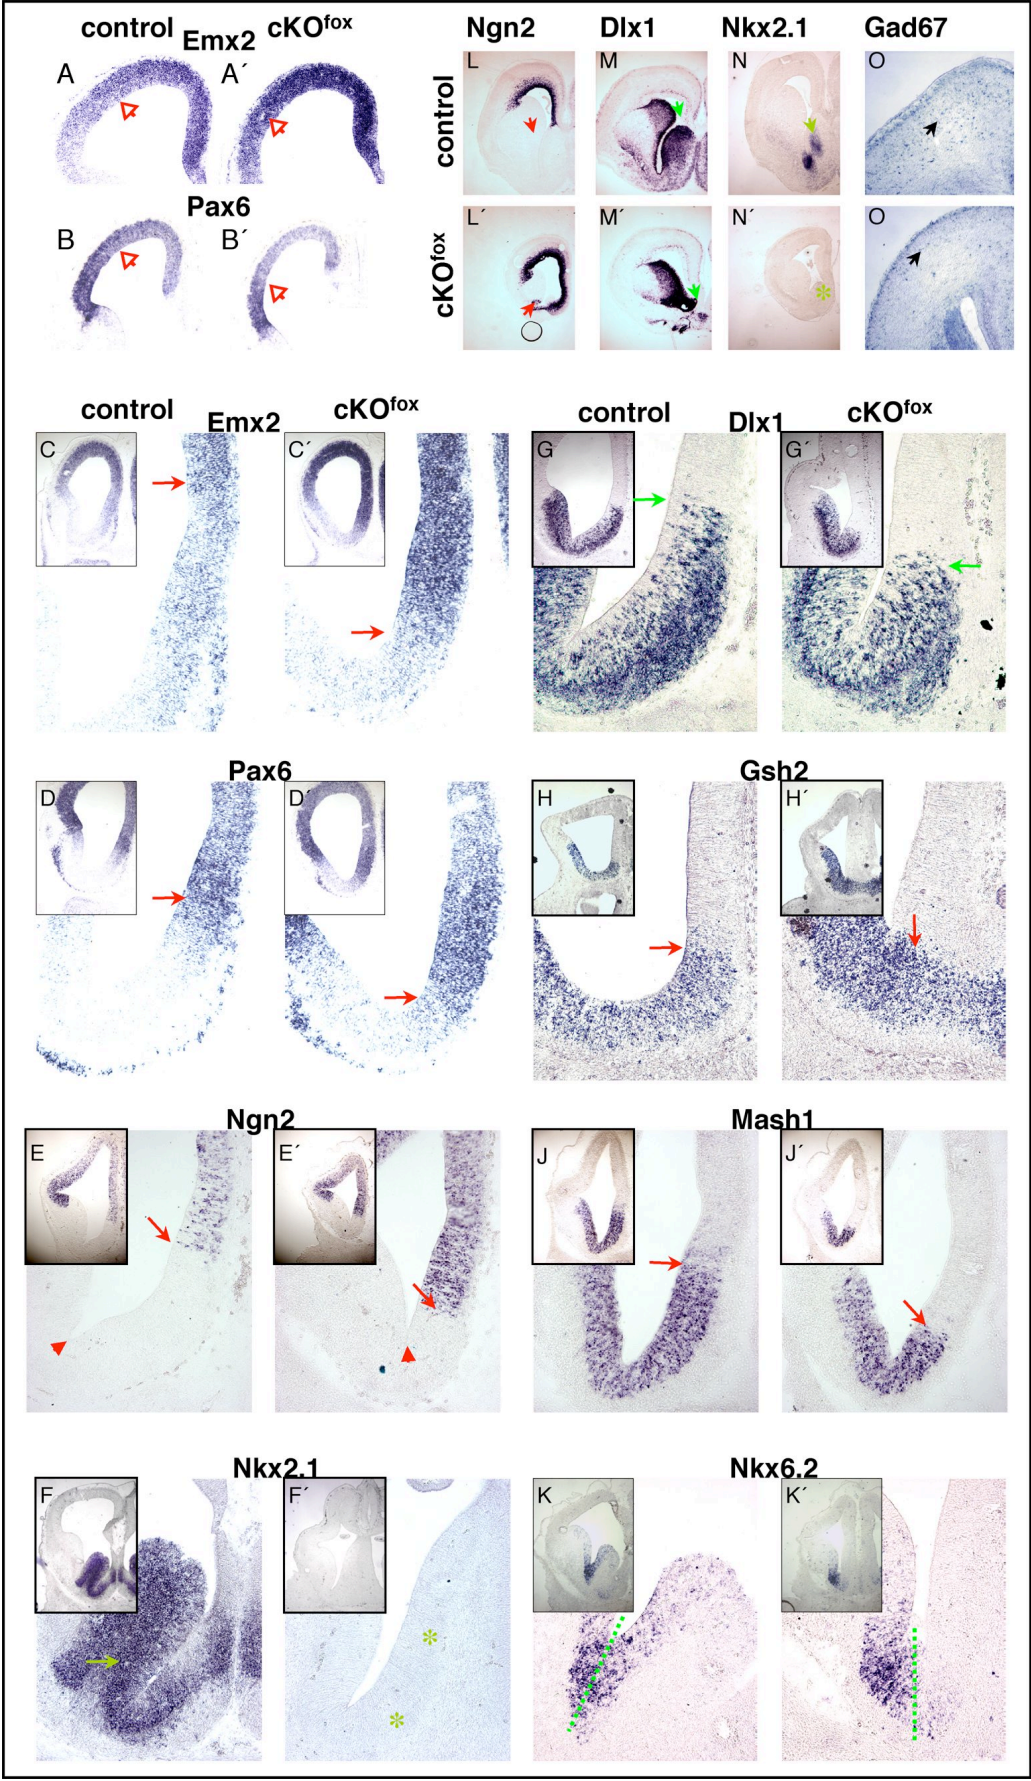 control Emx2 cKOfox
A A´
Pax6
B B´
Ngn2 Dlx1 Nkx2.1 Gad67
control
L M N O
cKOfox
L´ M´ N´ O
control Emx2 cKOfox
C C´
control Dlx1 cKOfox
G G´
Pax6
D D´
Gsh2
H H´
Ngn2
E E´
Mash1
J J´
Nkx2.1
F F´
Nkx6.2
K K´